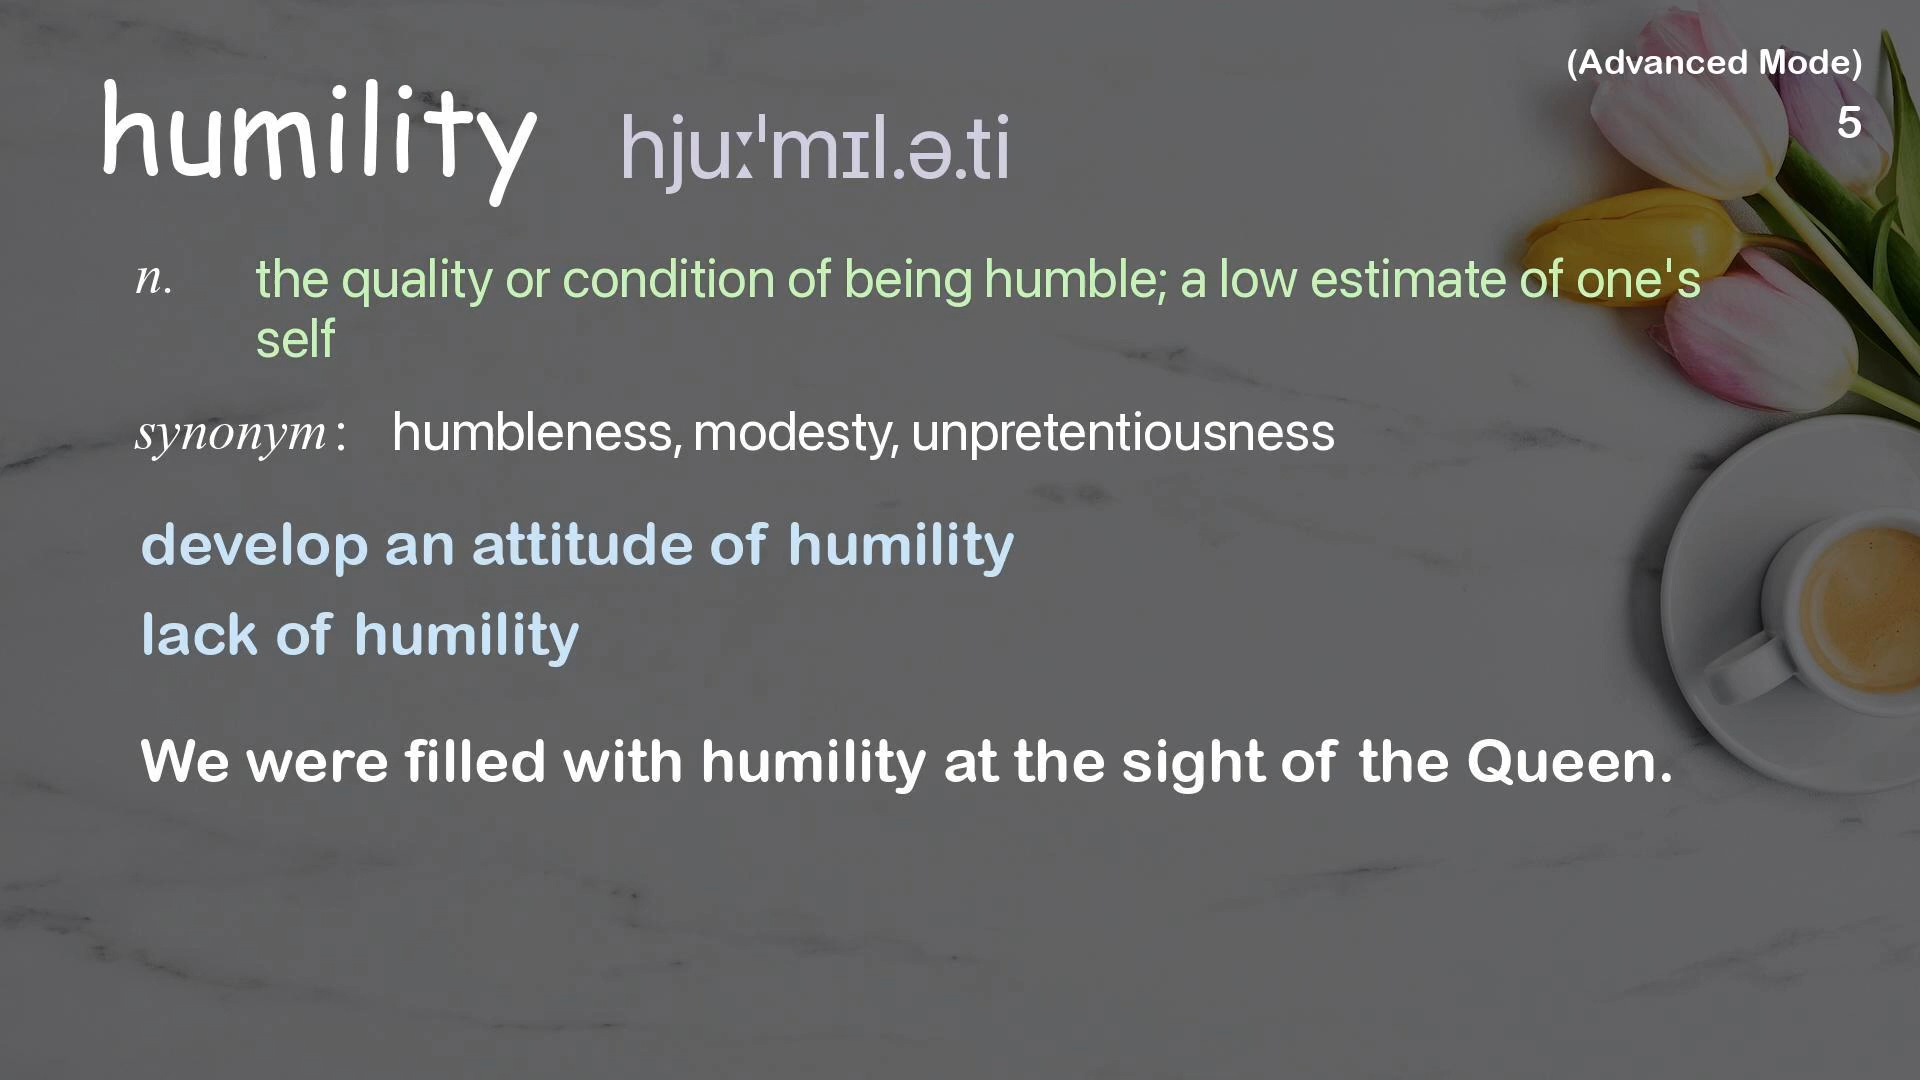 (Advanced Mode)
5
humility hjuːˈmɪl.ə.ti
n. the quality or condition of being humble; a low estimate of one's
self
synonym: humbleness, modesty, unpretentiousness
develop an attitude of humility
lack of humility
We were filled with humility at the sight of the Queen.